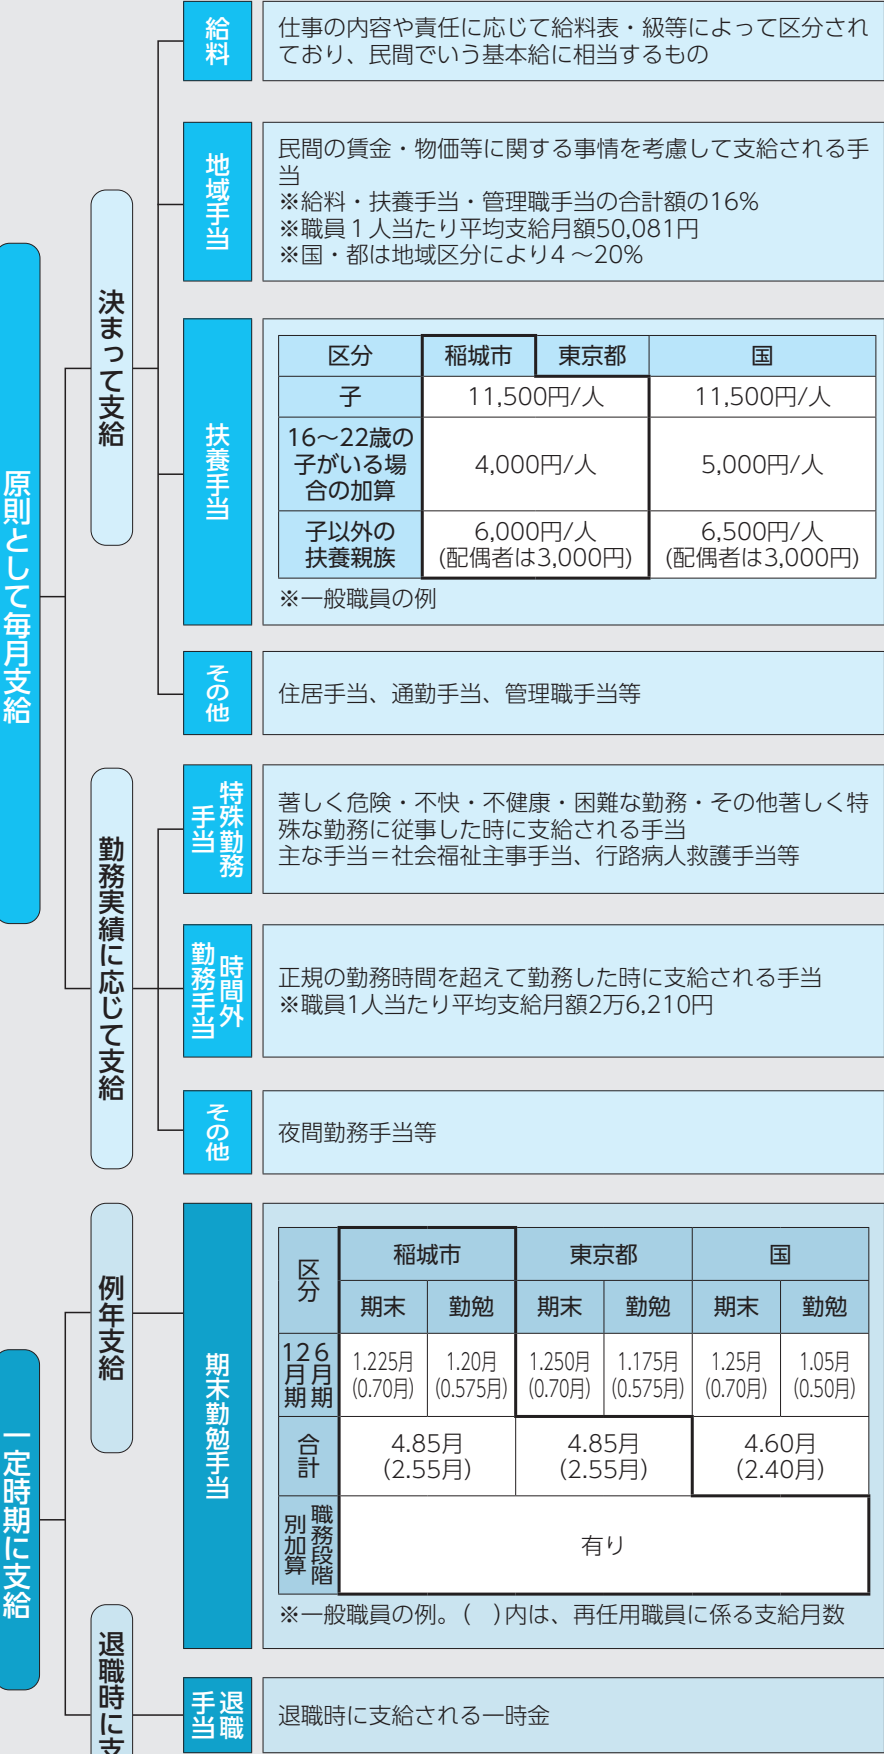 原則として毎月支給
決まって支給
給料
仕事の内容や責任に応じて給料表・級等によって区分され
ており、民間でいう基本給に相当するもの
地域手当
民間の賃金・物価等に関する事情を考慮して支給される手
当
※給料・扶養手当・管理職手当の合計額の16%
※職員1人当たり平均支給月額50,081円
※国・都は地域区分により4～20%
扶養手当
区分 稲城市 東京都 国
子 11,500円/人 11,500円/人
16～22歳の
子がいる場
合の加算
4,000円/人 5,000円/人
子以外の
扶養親族
6,000円/人
(配偶者は3,000円)
6,500円/人
(配偶者は3,000円)
※一般職員の例
その他
住居手当、通勤手当、管理職手当等
勤務実績に応じて支給
特殊勤務
手当
著しく危険・不快・不健康・困難な勤務・その他著しく特
殊な勤務に従事した時に支給される手当
主な手当＝社会福祉主事手当、行路病人救護手当等
時間外
勤務手当
正規の勤務時間を超えて勤務した時に支給される手当
※職員1人当たり平均支給月額2万6,210円
その他
夜間勤務手当等
一定時期に支給
例年支給
期末勤勉手当
区分 稲城市 東京都 国
期末 勤勉 期末 勤勉 期末 勤勉
6月期
12月期
1.225月 1.20月 1.250月 1.175月 1.25月 1.05月
(0.70月) (0.575月) (0.70月) (0.575月) (0.70月) (0.50月)
合計
4.85月 4.85月 4.60月
(2.55月) (2.55月) (2.40月)
職務段階
別加算
有り
※一般職員の例。(　)内は、再任用職員に係る支給月数
退職時に支
退職
手当
退職時に支給される一時金